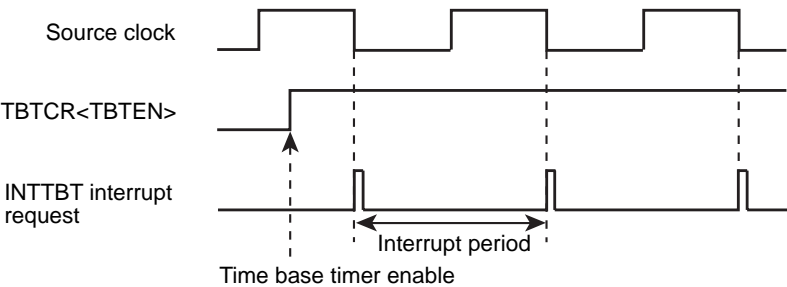 Source clock
TBTCR<TBTEN>
INTTBT interrupt
request
Interrupt period
Time base timer enable